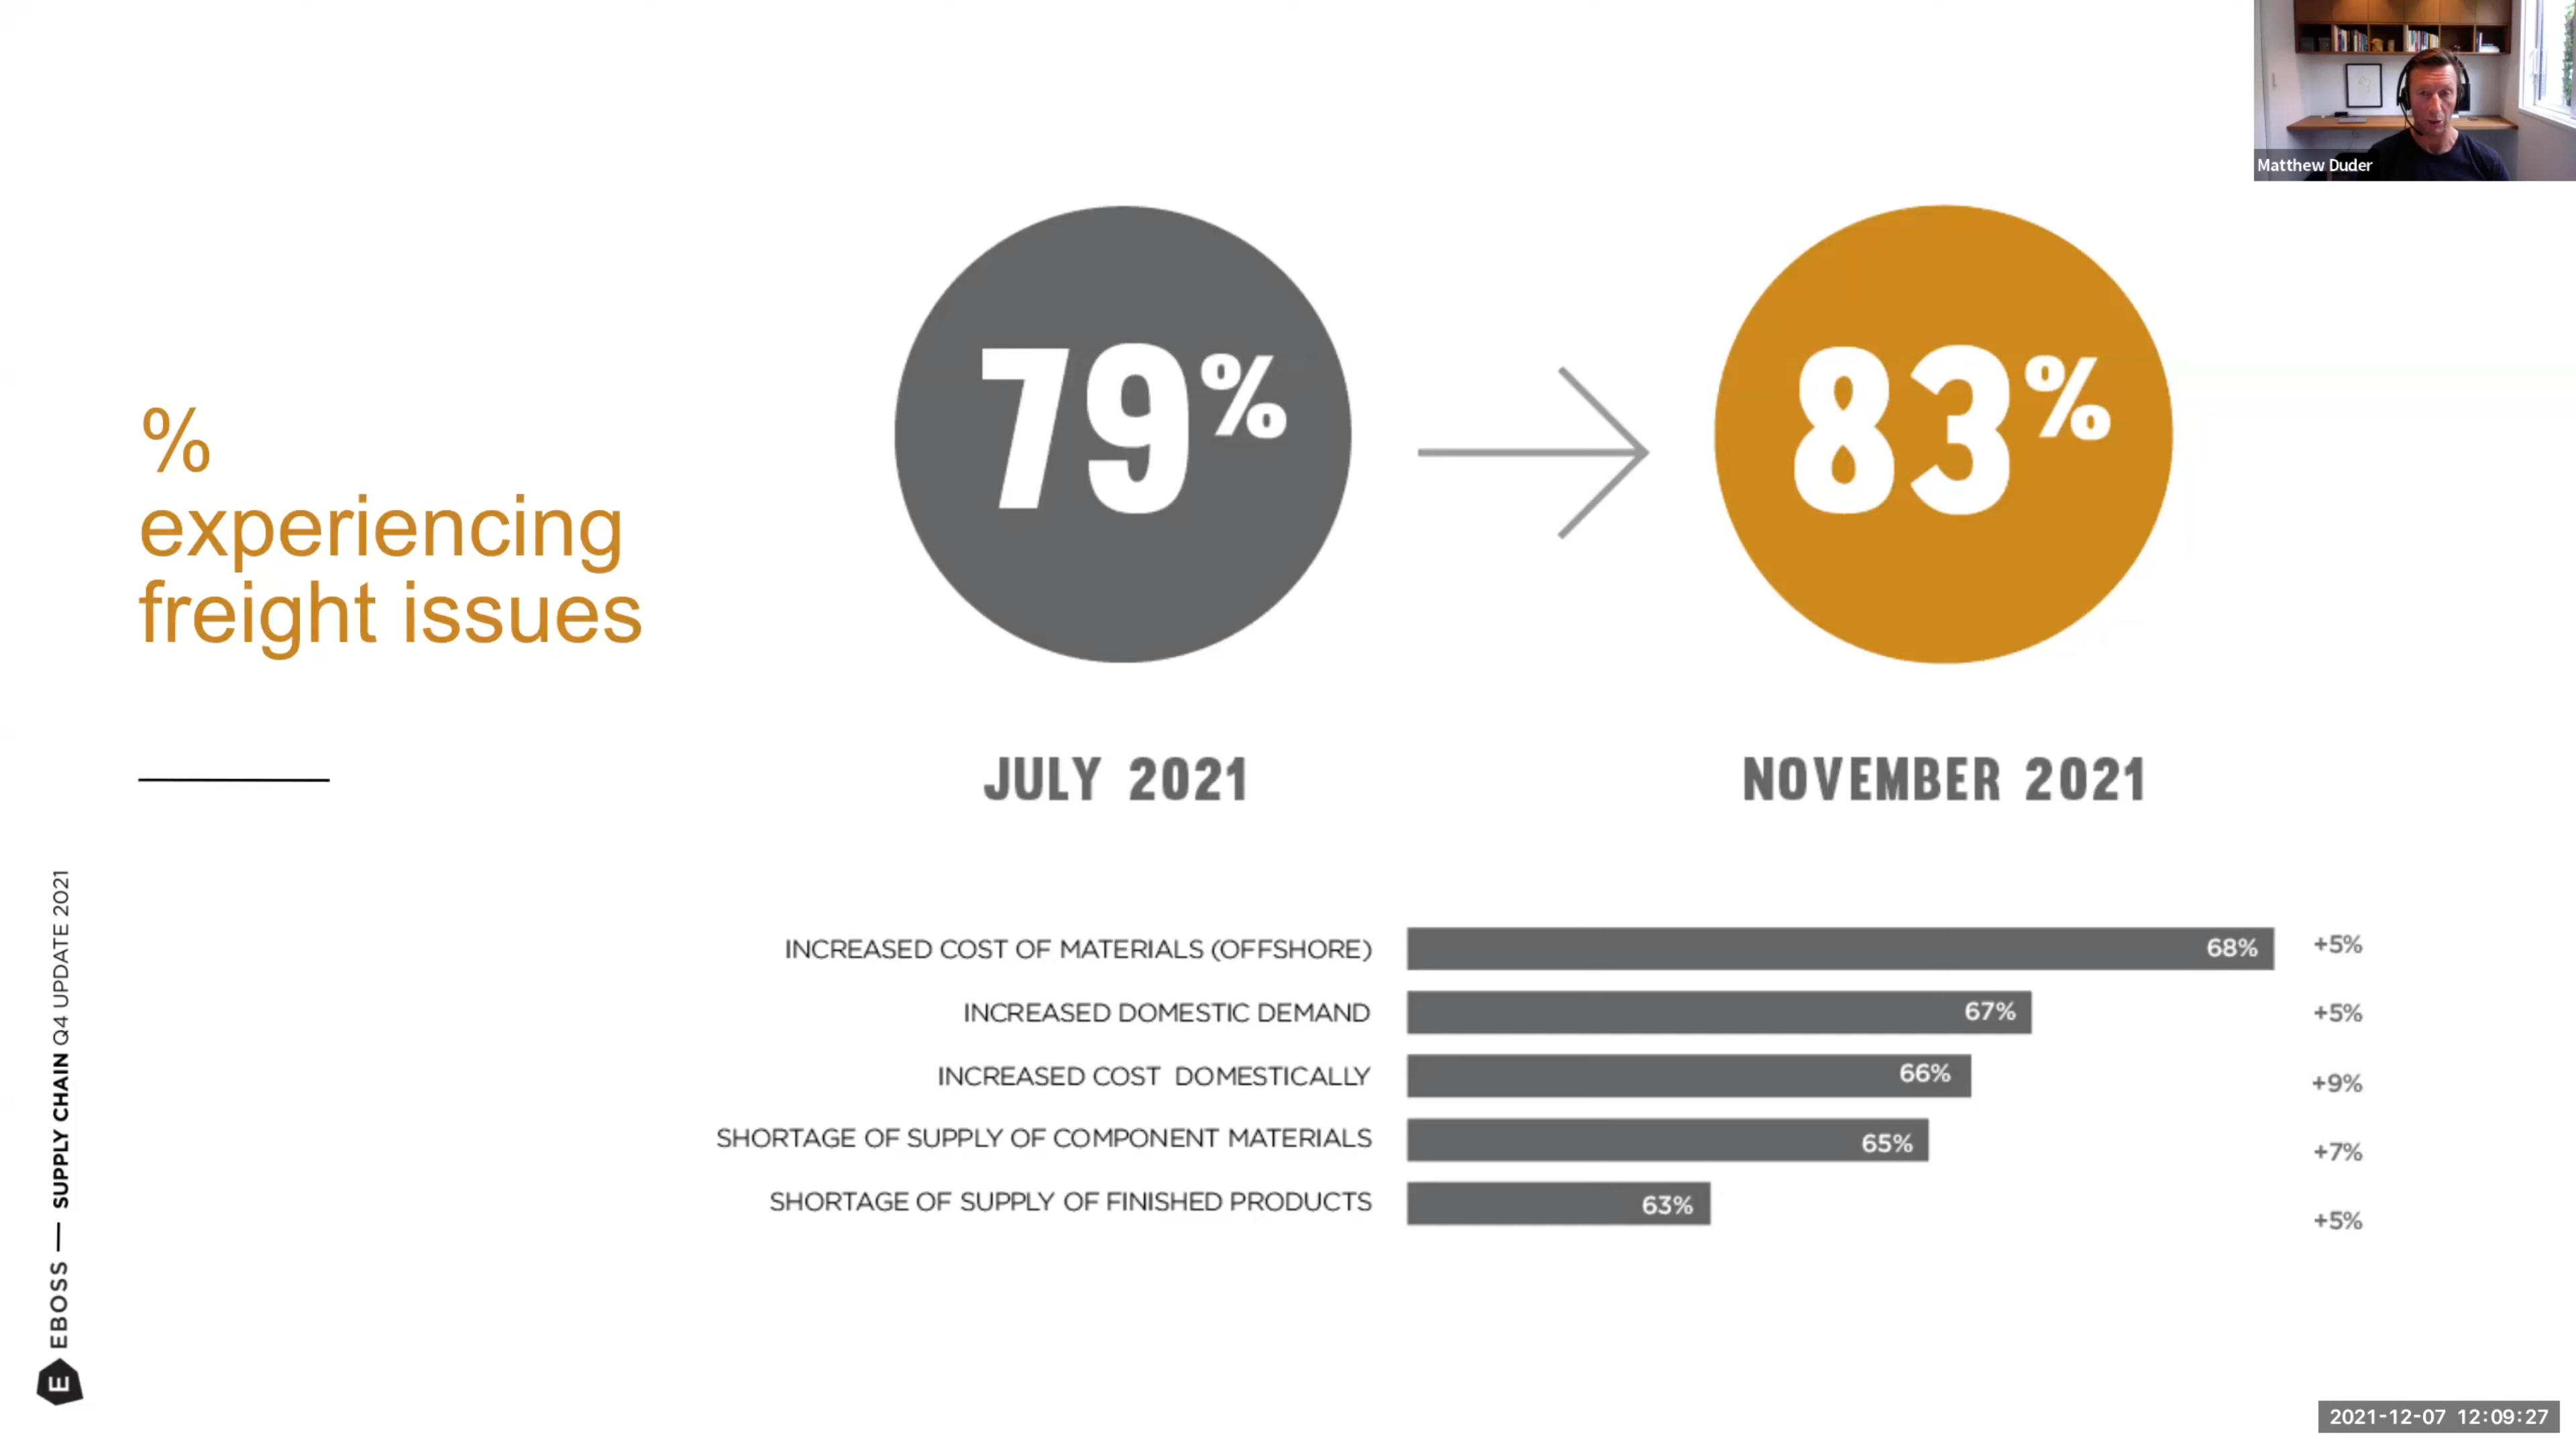 Matthew Duder
%
experiencing
freight issues
79%
83%
JULY 2021
NOVEMBER 2021
INCREASED COST OF MATERIALS (OFFSHORE) 68% +5%
INCREASED DOMESTIC DEMAND 67% +5%
INCREASED COST DOMESTICALLY 66% +9%
SHORTAGE OF SUPPLY OF COMPONENT MATERIALS 65% +7%
SHORTAGE OF SUPPLY OF FINISHED PRODUCTS 63% +5%
E EBOSS — SUPPLY CHAIN Q4 UPDATE 2021
2021-12-07 12:09:27